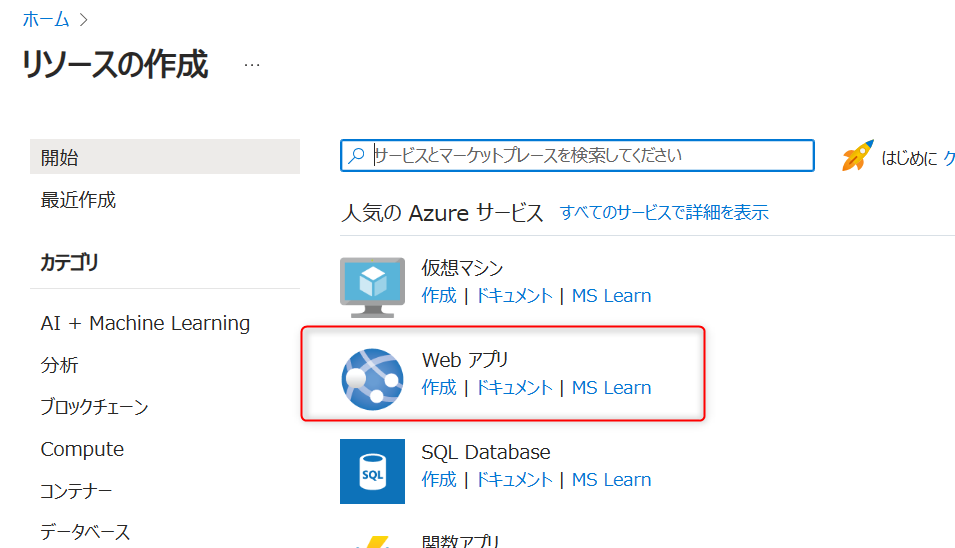 ホーム >
リソースの作成 ...
開始
最近作成
カテゴリ
AI + Machine Learning
分析
ブロックチェーン
Compute
コンテナー
データベース
サービスとマーケットプレースを検索してください
はじめに ク
人気の Azure サービス すべてのサービスで詳細を表示
仮想マシン
作成 | ドキュメント | MS Learn
Web アプリ
作成 | ドキュメント | MS Learn
SQL
SQL Database
作成 | ドキュメント | MS Learn
関数アプリ